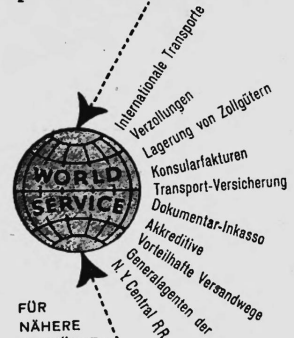 Internationale Transporte
Verzollungen
Lagerung von Zollgütern
Konsularfakturen
Transport-Versicherung
Dokumentar-Inkasso
Akkreditive
Vorteilhafte Versandwege
Generalagenten der
N. Y. Central RR
WORLD
SERVICE
FÜR
NÄHERE